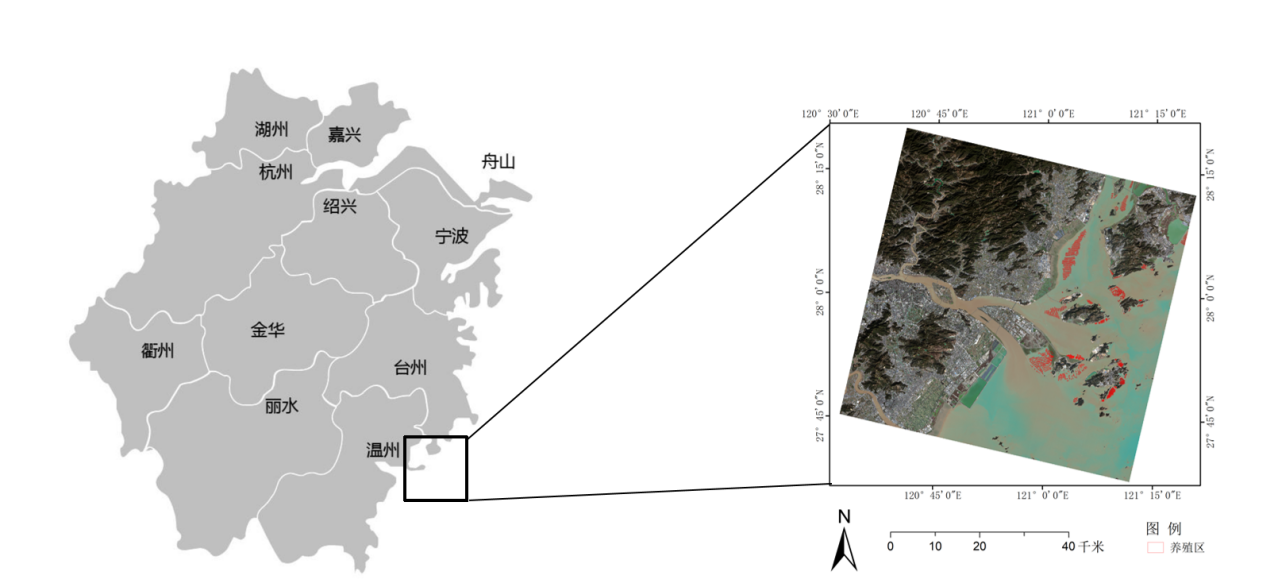 湖州
嘉兴
杭州
舟山
绍兴
宁波
金华
衢州
台州
丽水
温州
120° 30′0″E
120° 45′0″E
121° 0′0″E
121° 15′0″E
28° 15′0″N
28° 0′0″N
27° 45′0″N
28° 15′0″N
28° 0′0″N
27° 45′0″N
120° 45′0″E
121° 0′0″E
121° 15′0″E
N
0 10 20 40 千米
图 例
养殖区